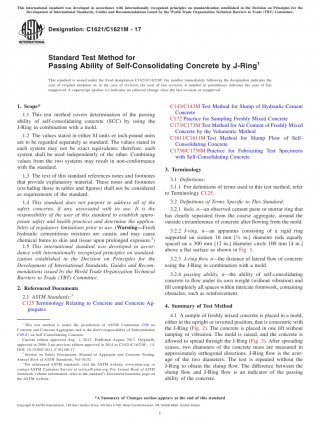 This international standard was developed in accordance with internationally recognized principles on standardization established in the Decision on Principles for the
Development of International Standards, Guides and Recommendations issued by the World Trade Organization Technical Barriers to Trade (TBT) Committee.
Designation: C1621/C1621M − 17
INTERNATIONAL
Standard Test Method for
Passing Ability of Self-Consolidating Concrete by J-Ring1
This standard is issued under the fixed designation C1621/C1621M; the number immediately following the designation indicates the
year of original adoption or, in the case of revision, the year of last revision. A number in parentheses indicates the year of last
reapproval. A superscript epsilon (ε) indicates an editorial change since the last revision or reapproval.
1. Scope*
1.1 This test method covers determination of the passing
ability of self-consolidating concrete (SCC) by using the
J-Ring in combination with a mold.
1.2 The values stated in either SI units or inch-pound units
are to be regarded separately as standard. The values stated in
each system may not be exact equivalents; therefore, each
system shall be used independently of the other. Combining
values from the two systems may result in non-conformance
with the standard.
1.3 The text of this standard references notes and footnotes
that provide explanatory material. These notes and footnotes
(excluding those in tables and figures) shall not be considered
as requirements of the standard.
1.4 This standard does not purport to address all of the
safety concerns, if any, associated with its use. It is the
responsibility of the user of this standard to establish appro-
priate safety and health practices and determine the applica-
bility of regulatory limitations prior to use. (Warning—Fresh
hydraulic cementitious mixtures are caustic and may cause
chemical burns to skin and tissue upon prolonged exposure.2)
1.5 This international standard was developed in accor-
dance with internationally recognized principles on standard-
ization established in the Decision on Principles for the
Development of International Standards, Guides and Recom-
mendations issued by the World Trade Organization Technical
Barriers to Trade (TBT) Committee.
2. Referenced Documents
2.1 ASTM Standards:3
C125 Terminology Relating to Concrete and Concrete Ag-
gregates
1 This test method is under the jurisdiction of ASTM Committee C09 on
Concrete and Concrete Aggregates and is the direct responsibility of Subcommittee
C09.47 on Self-Consolidating Concrete.
Current edition approved Aug. 1, 2017. Published August 2017. Originally
approved in 2006. Last previous edition approved in 2014 as C1621/C1621M – 14.
DOI: 10.1520/C1621_C1621M-17.
2 Section on Safety Precautions, Manual of Aggregate and Concrete Testing,
Annual Book of ASTM Standards, Vol 04.02.
3 For referenced ASTM standards, visit the ASTM website, www.astm.org, or
contact ASTM Customer Service at service@astm.org. For Annual Book of ASTM
Standards volume information, refer to the standard's Document Summary page on
the ASTM website.
C143/C143M Test Method for Slump of Hydraulic-Cement
Concrete
C172 Practice for Sampling Freshly Mixed Concrete
C173/C173M Test Method for Air Content of Freshly Mixed
Concrete by the Volumetric Method
C1611/C1611M Test Method for Slump Flow of Self-
Consolidating Concrete
C1758/C1758M Practice for Fabricating Test Specimens
with Self-Consolidating Concrete
3. Terminology
3.1 Definitions:
3.1.1 For definitions of terms used in this test method, refer
to Terminology C125.
3.2 Definitions of Terms Specific to This Standard:
3.2.1 halo, n—an observed cement paste or mortar ring that
has clearly separated from the coarse aggregate, around the
outside circumference of concrete after flowing from the mold.
3.2.2 J-ring, n—an apparatus consisting of a rigid ring
supported on sixteen 16 mm [5⁄8 in.] diameter rods equally
spaced on a 300 mm [12 in.] diameter circle 100 mm [4 in.]
above a flat surface as shown in Fig. 1.
3.2.3 J-ring flow, n—the distance of lateral flow of concrete
using the J-Ring in combination with a mold.
3.2.4 passing ability, n—the ability of self-consolidating
concrete to flow under its own weight (without vibration) and
fill completely all spaces within intricate formwork, containing
obstacles, such as reinforcement.
4. Summary of Test Method
4.1 A sample of freshly mixed concrete is placed in a mold,
either in the upright or inverted position, that is concentric with
the J-Ring (Fig. 2). The concrete is placed in one lift without
tamping or vibration. The mold is raised, and the concrete is
allowed to spread through the J-Ring (Fig. 3). After spreading
ceases, two diameters of the concrete mass are measured in
approximately orthogonal directions. J-Ring flow is the aver-
age of the two diameters. The test is repeated without the
J-Ring to obtain the slump flow. The difference between the
slump flow and J-Ring flow is an indicator of the passing
ability of the concrete.
*A Summary of Changes section appears at the end of this standard
Copyright © ASTM International, 100 Barr Harbor Drive, PO Box C700, West Conshohocken, PA 19428-2959. United States
1